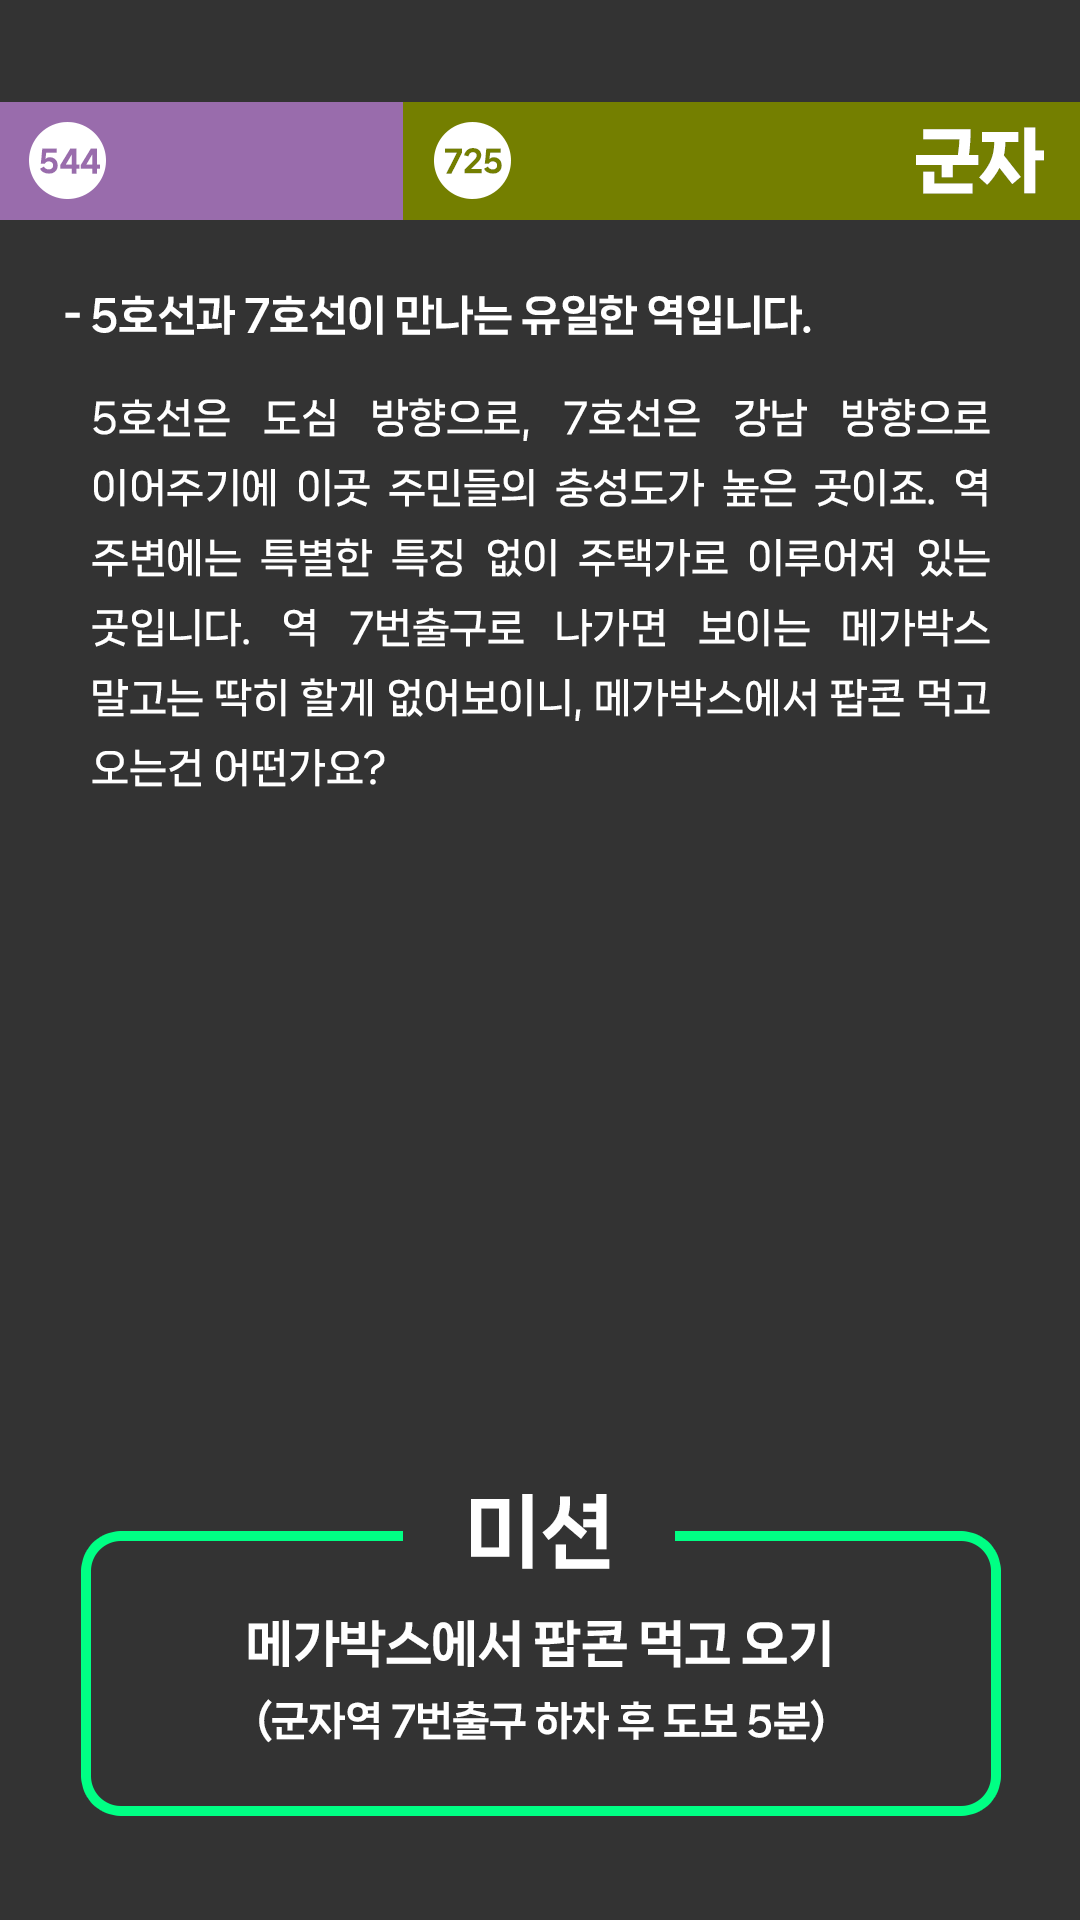 544
725
군자
- 5호선과 7호선이 만나는 유일한 역입니다.
5호선은 도심 방향으로, 7호선은 강남 방향으로
이어주기에 이곳 주민들의 충성도가 높은 곳이죠. 역
주변에는 특별한 특징 없이 주택가로 이루어져 있는
곳입니다. 역 7번출구로 나가면 보이는 메가박스
말고는 딱히 할게 없어보이니, 메가박스에서 팝콘 먹고
오는건 어떤가요?
미션
메가박스에서 팝콘 먹고 오기
(군자역 7번출구 하차 후 도보 5분)